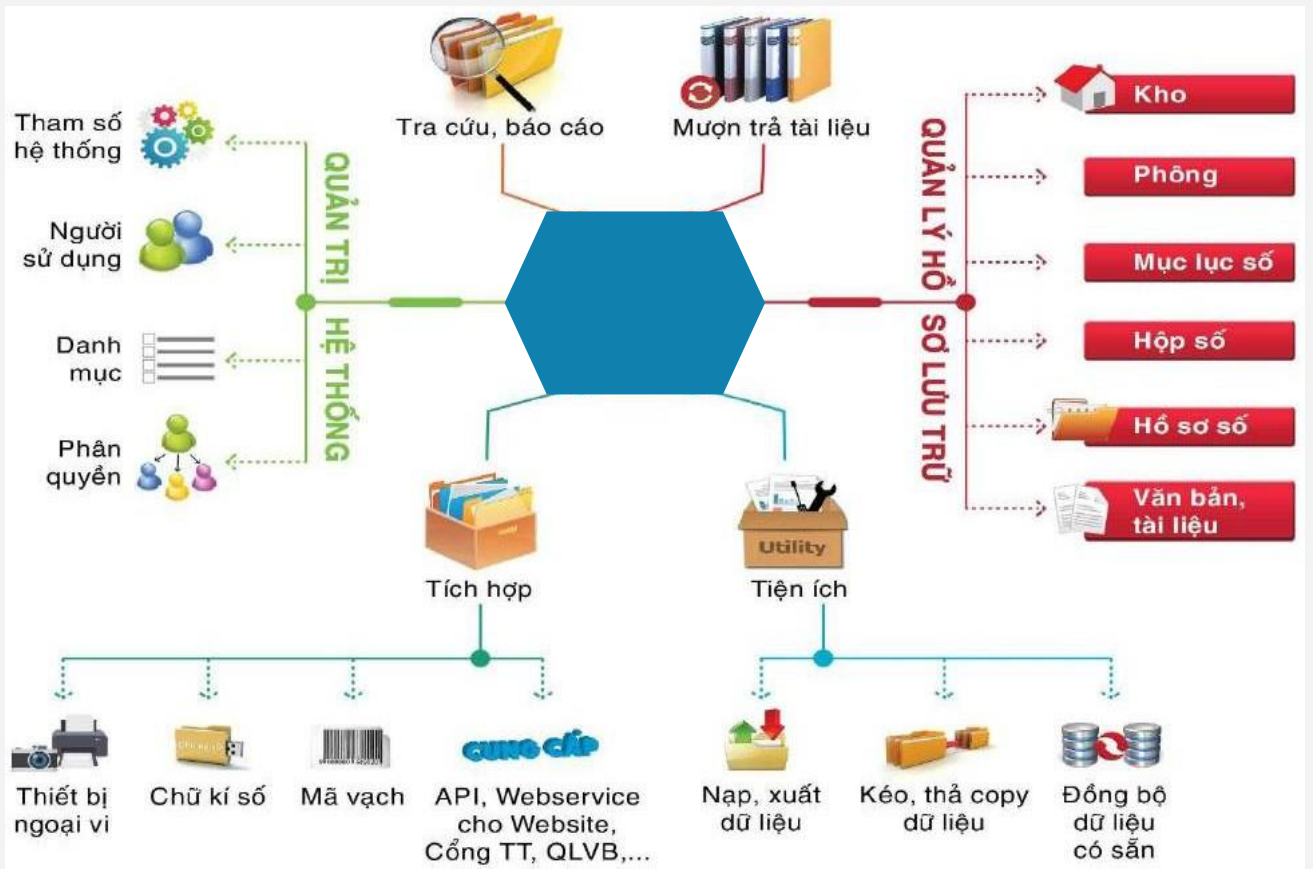 Tra cứu, báo cáo
Mượn trả tài liệu
QUẢN TRỊ HỆ THỐNG
Tham số
hệ thống
Người
sử dụng
Danh
mục
Phân
quyền
QUẢN LÝ HỒ SƠ LƯU TRỮ
Kho
Phông
Mục lục số
Hộp số
Hồ sơ số
Văn bản,
tài liệu
Tích hợp
Utility
Tiện ích
Thiết bị
ngoại vi
Chữ kí số
Mã vạch
CUNG CẤP
API, Webservice
cho Website,
Cổng TT, QLVB,...
Nạp, xuất
dữ liệu
Kéo, thả copy
dữ liệu
Đồng bộ
dữ liệu
có sẵn